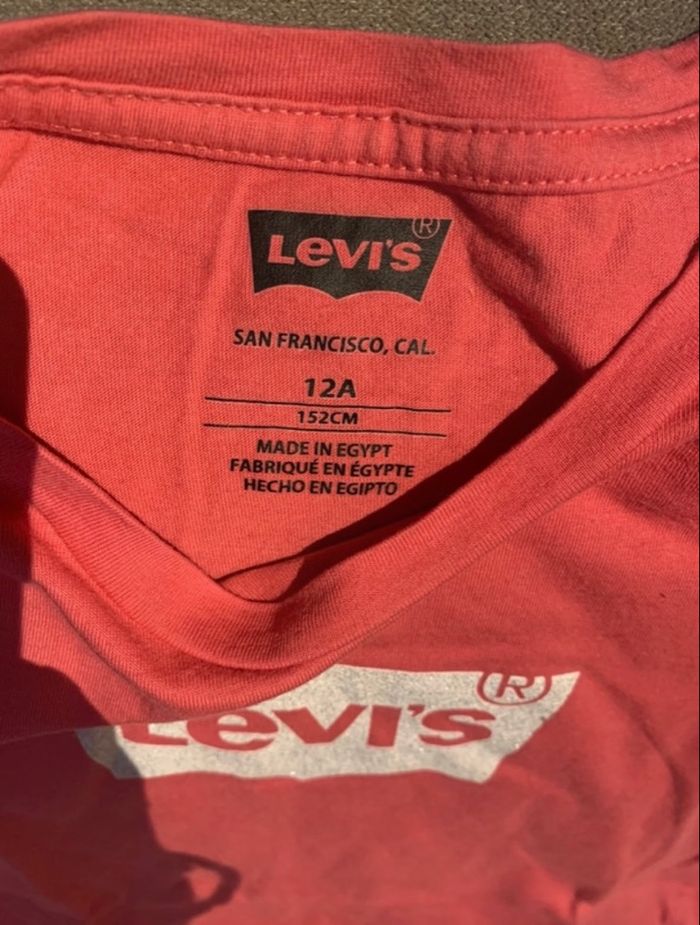 Levi's ®
SAN FRANCISCO, CAL.
12A
152CM
MADE IN EGYPT
FABRIQUÉ EN ÉGYPTE
HECHO EN EGIPTO
Levi's ®